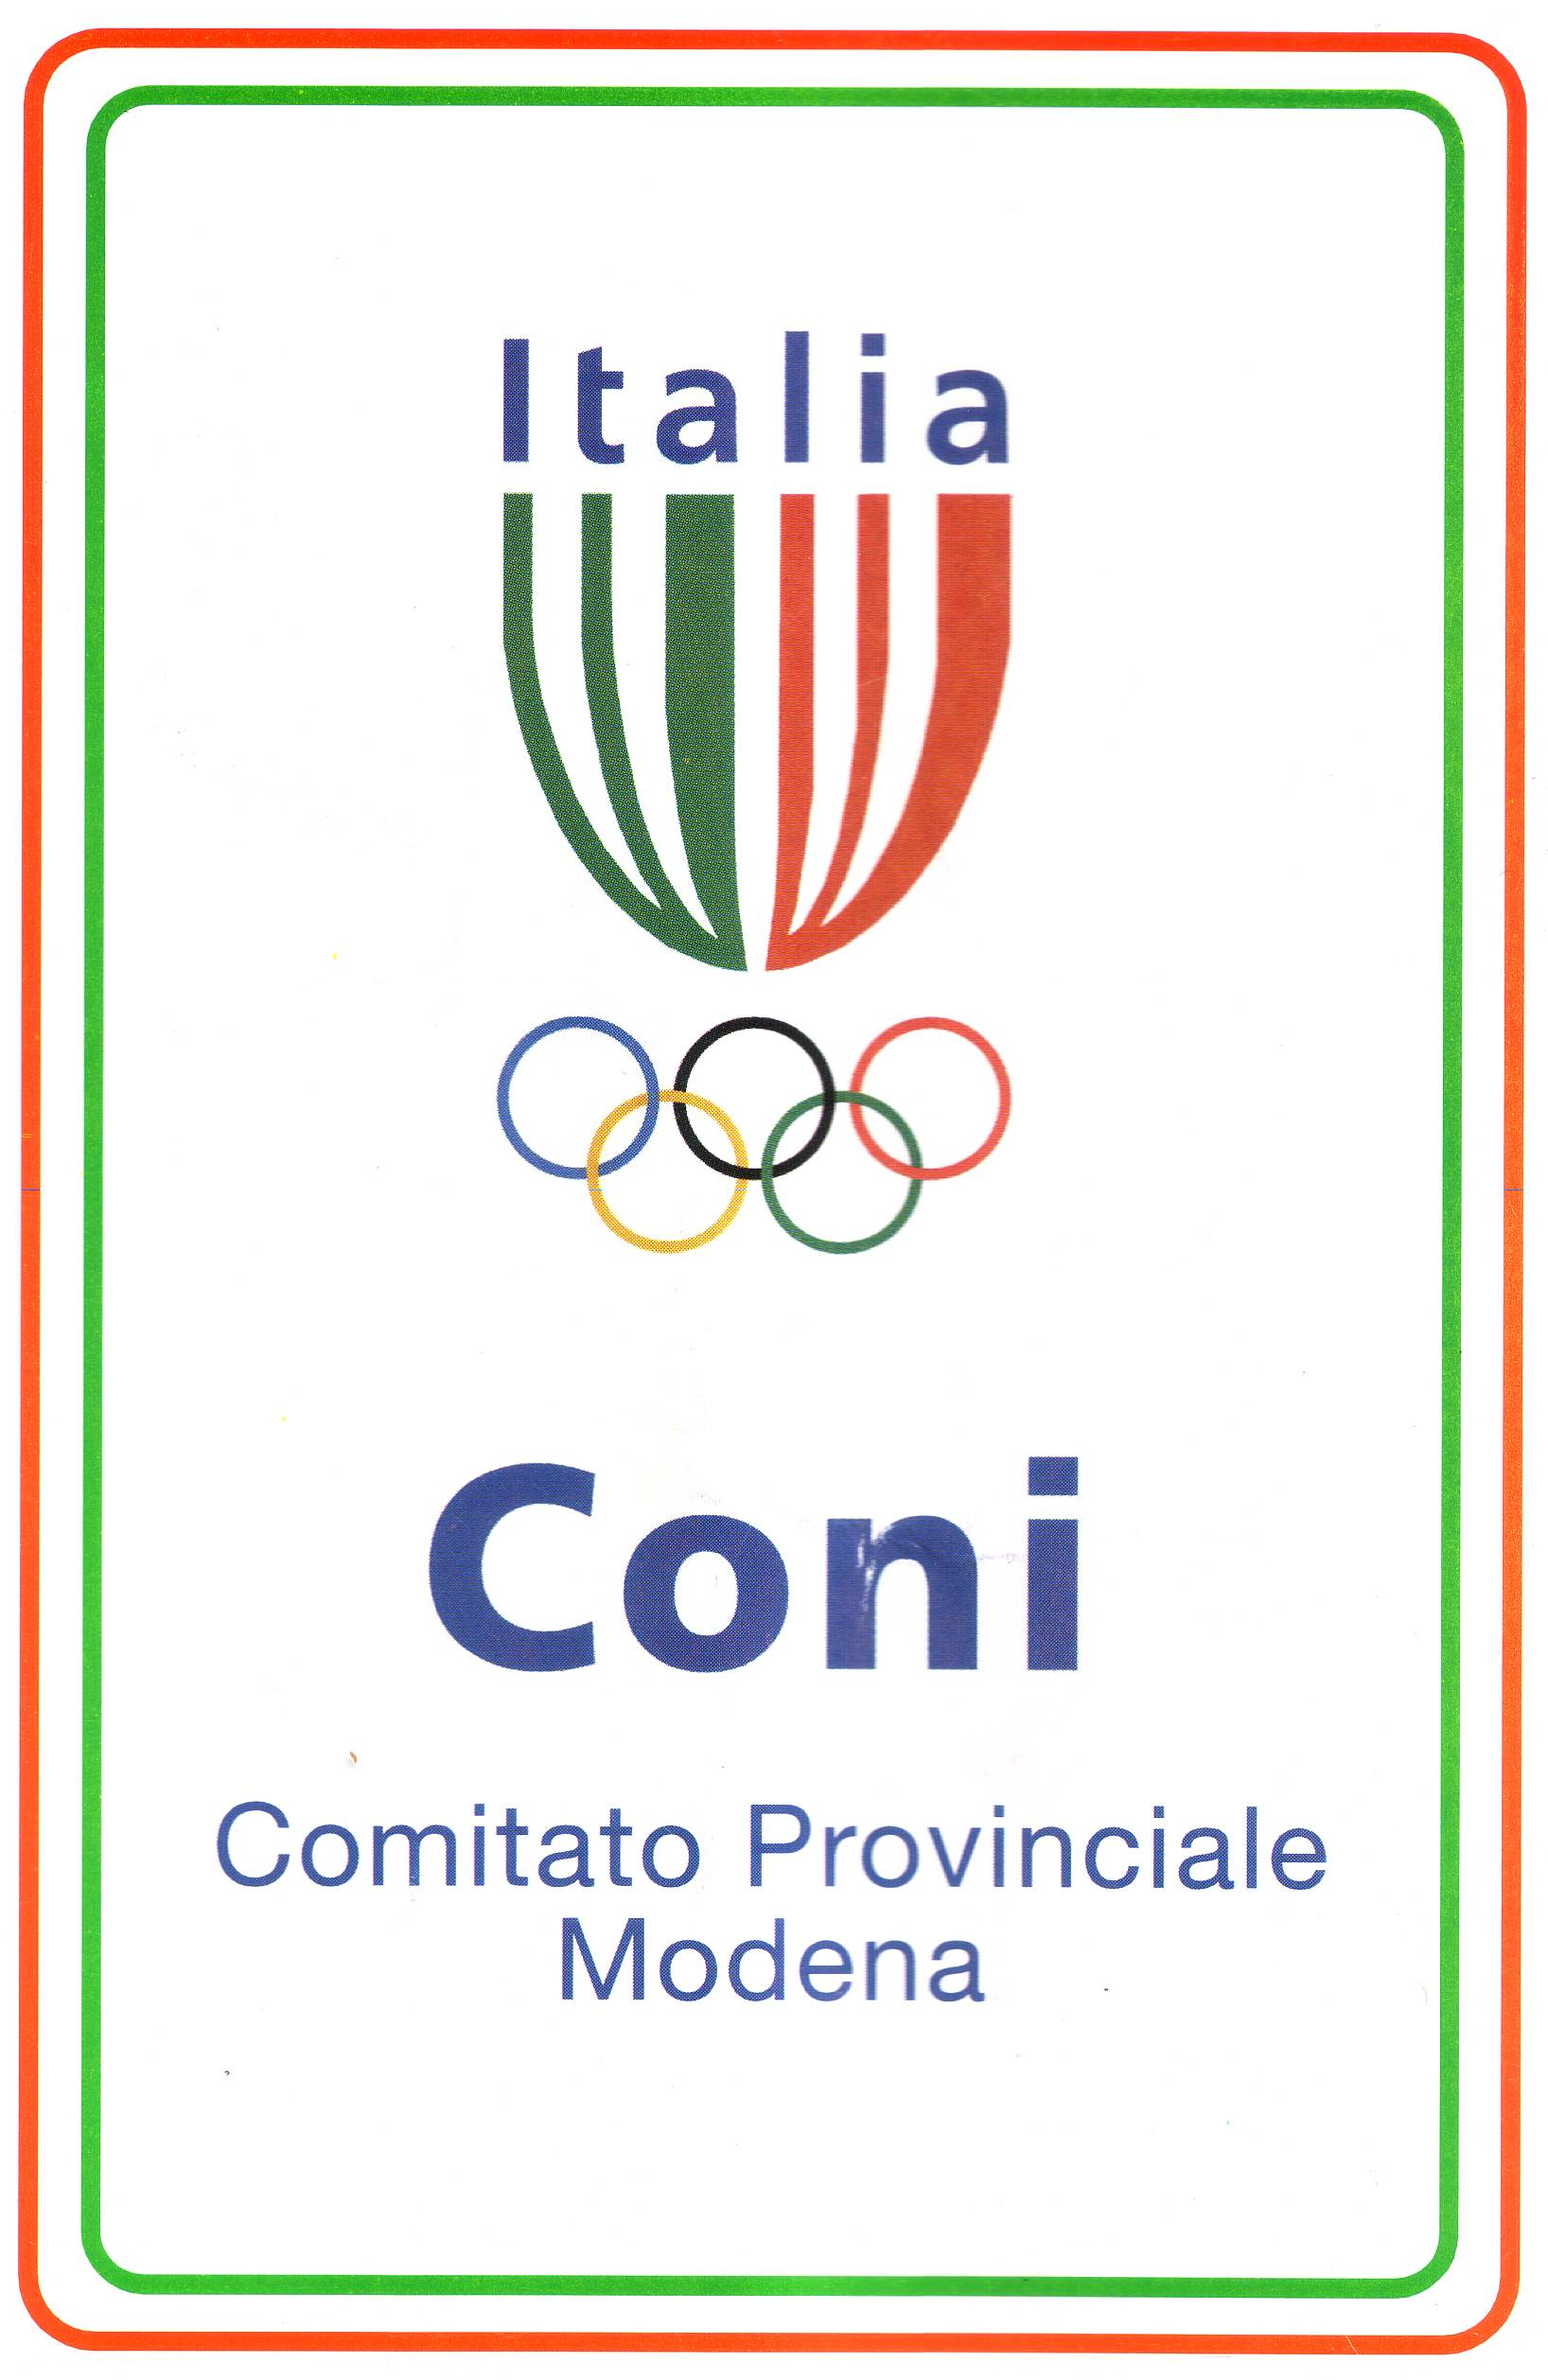 Italia
Coni
Comitato Provinciale
Modena